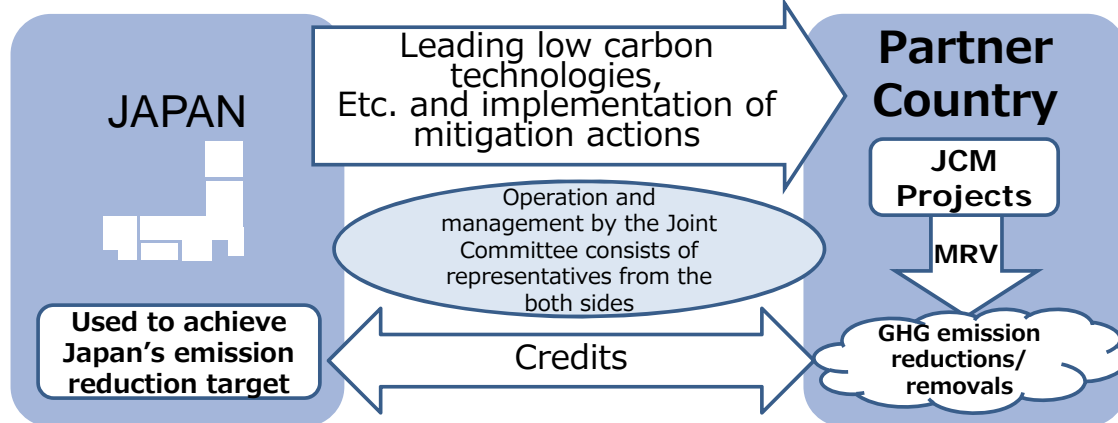 JAPAN
Used to achieve
Japan’s emission
reduction target
Leading low carbon
technologies,
Etc. and implementation of
mitigation actions
Operation and
management by the Joint
Committee consists of
representatives from the
both sides
Credits
Partner
Country
JCM
Projects
MRV
GHG emission
reductions/
removals